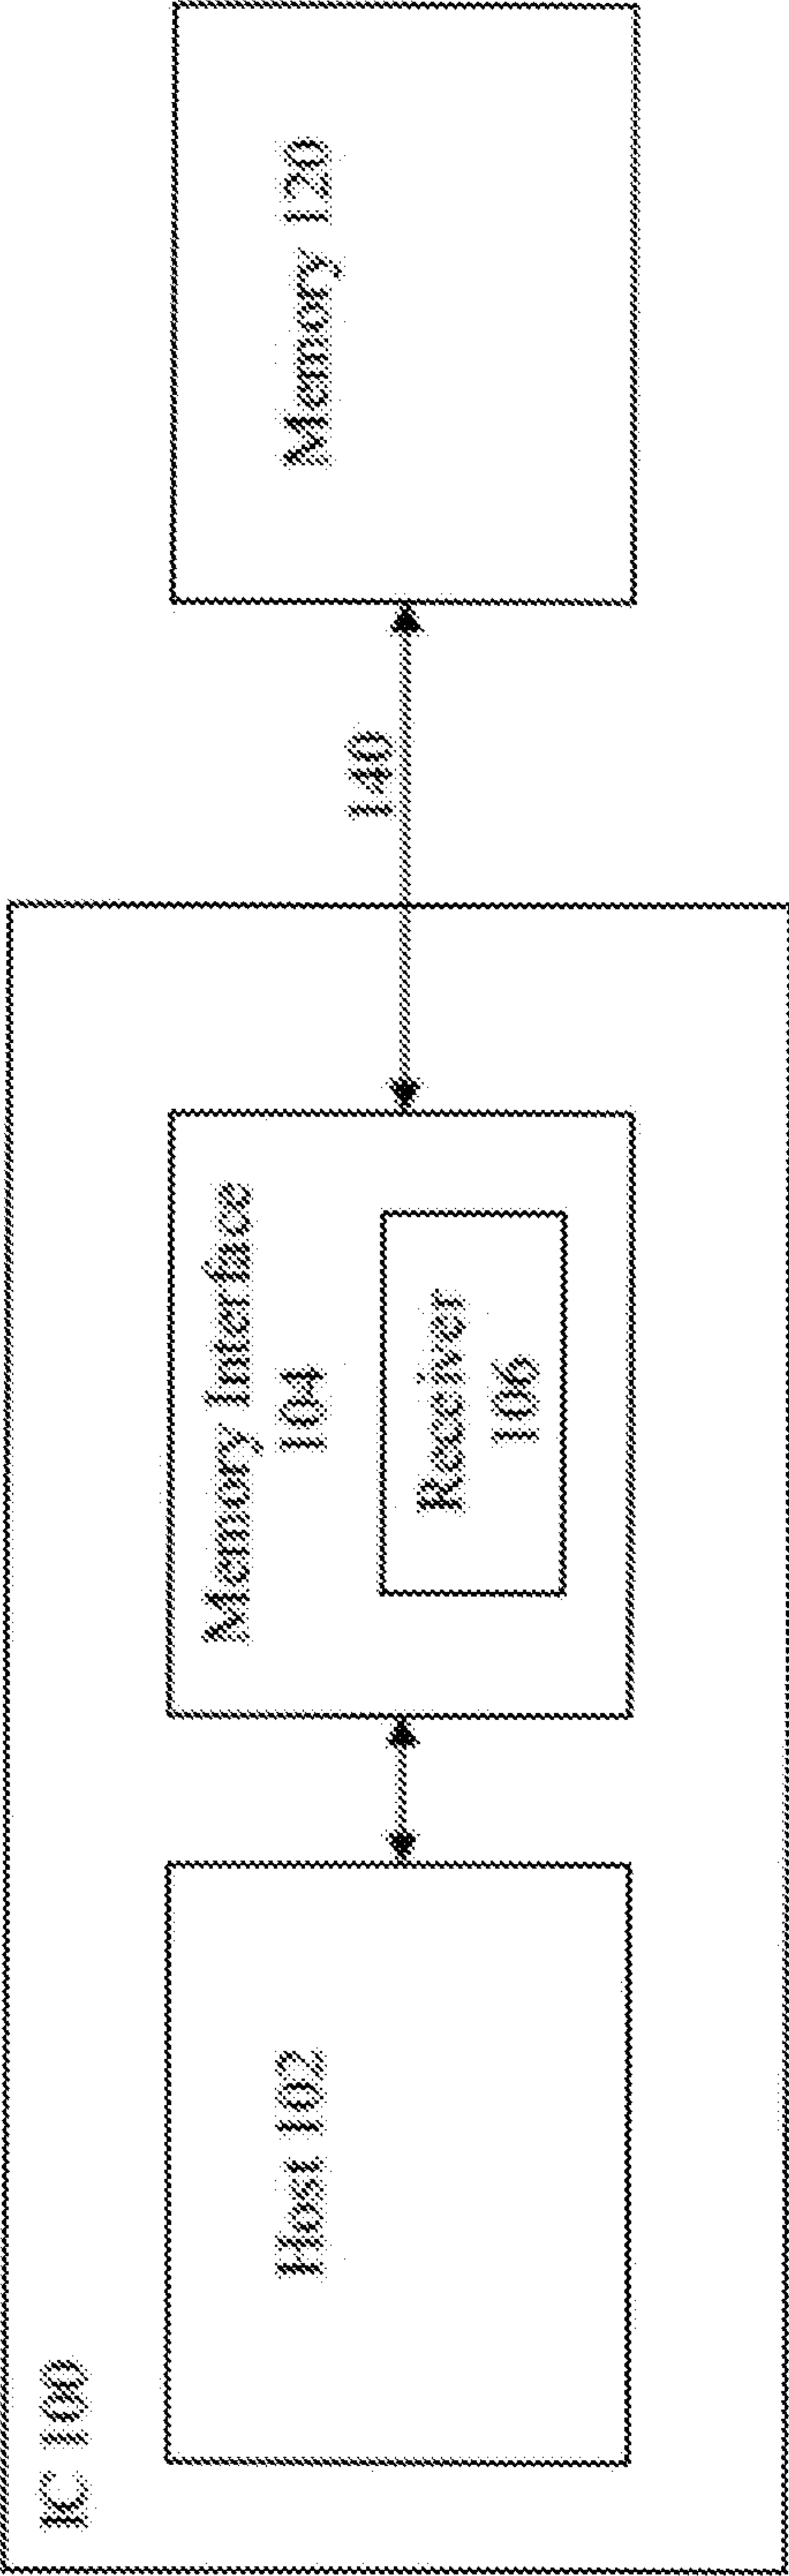 IC 100
Host 102
Memory Interface
104
Receiver
106
140
Memory 120